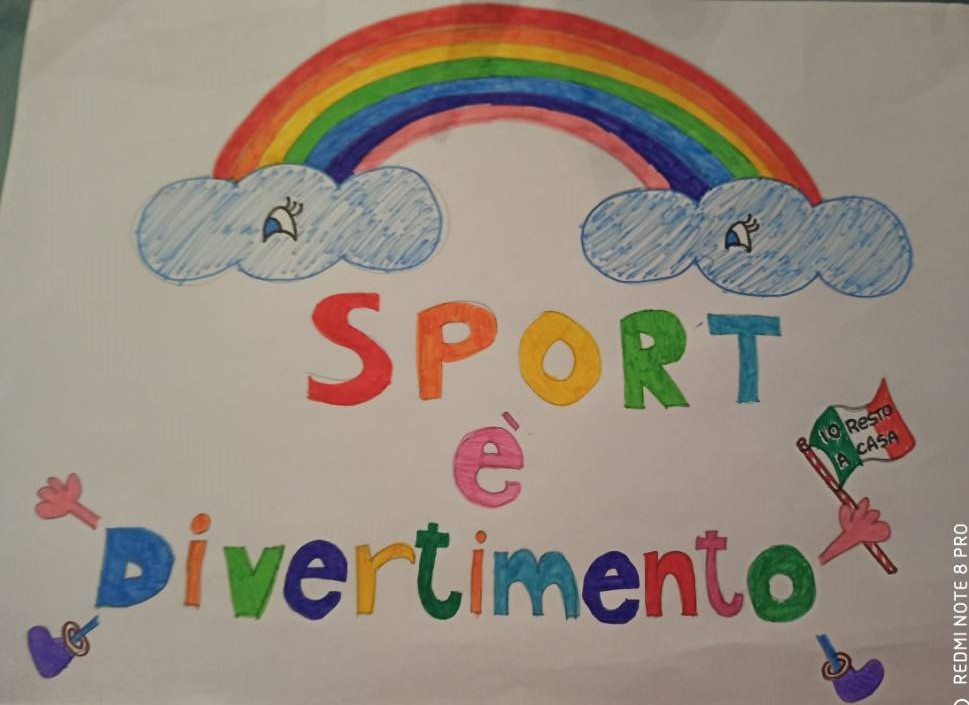 SPORT
è
Divertimento
IO RESTO
A CASA
REDMI NOTE 8 PRO